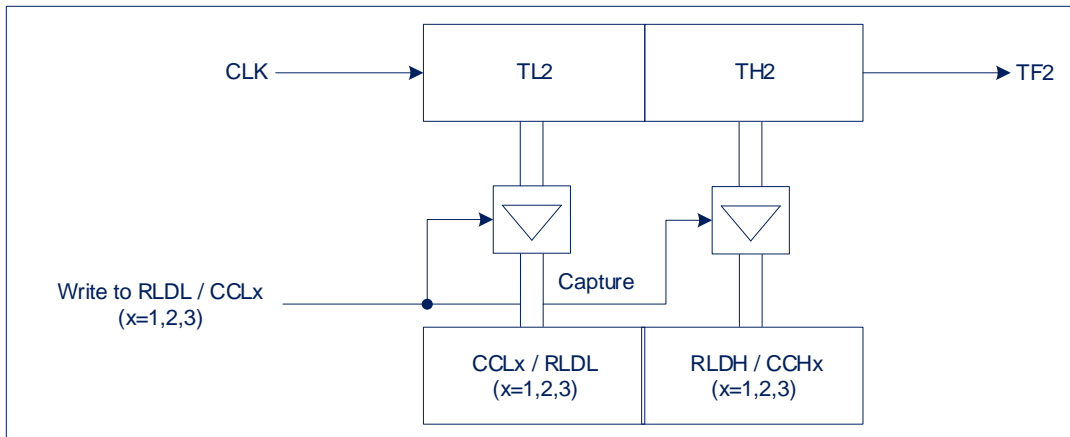 CLK
TL2
TH2
TF2
Capture
Write to RLDL / CCLx
(x=1,2,3)
CCLx / RLDL
(x=1,2,3)
RLDH / CCHx
(x=1,2,3)